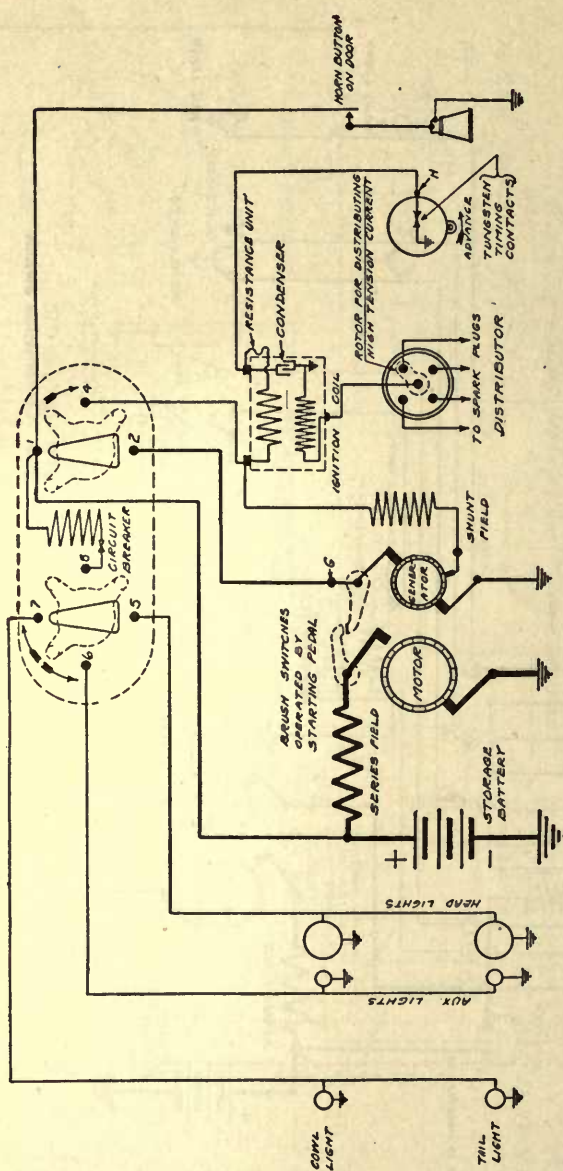 HORN BUTTON
ON DOOR
H
ADVANCE
TUNGSTEN
TIMING
CONTACTS
RESISTANCE UNIT
CONDENSER
IGNITION COIL
ROTOR FOR DISTRIBUTING
HIGH TENSION CURRENT
TO SPARK PLUGS
DISTRIBUTOR
4
1
2
CIRCUIT
BREAKER
8
7
5
6
G
SHUNT
FIELD
GENER-
ATOR
BRUSH SWITCHES
OPERATED BY
STARTING PEDAL
MOTOR
SERIES FIELD
+
-
STORAGE
BATTERY
HEAD LIGHTS
AUX LIGHTS
COWL
LIGHT
TAIL
LIGHT